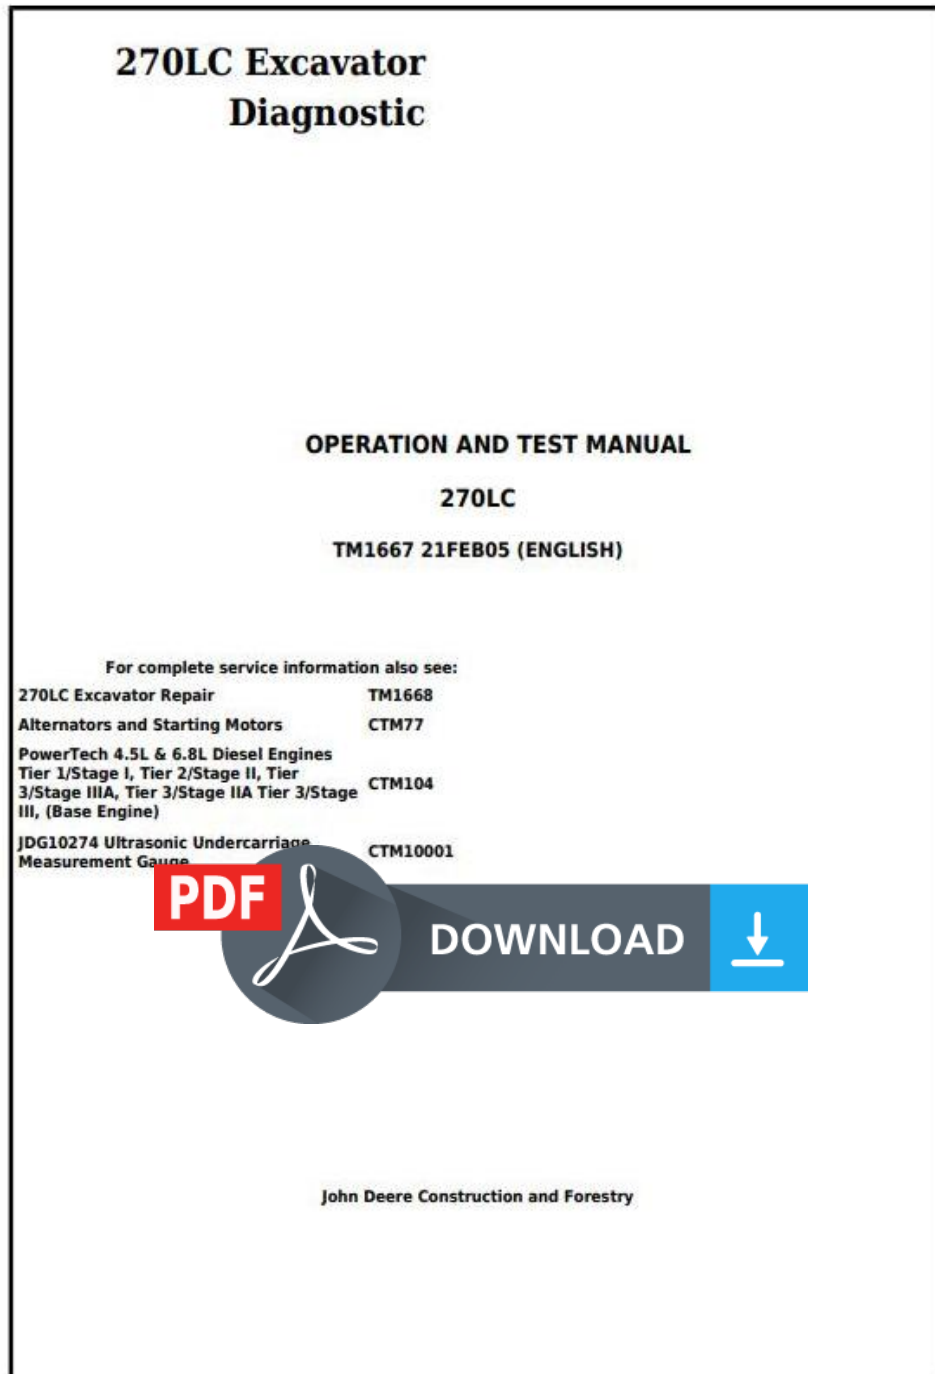 270LC Excavator
Diagnostic
OPERATION AND TEST MANUAL
270LC
TM1667 21FEB05 (ENGLISH)
For complete service information also see:
270LC Excavator Repair TM1668
Alternators and Starting Motors CTM77
PowerTech 4.5L & 6.8L Diesel Engines
Tier 1/Stage I, Tier 2/Stage II, Tier
3/Stage IIIA, Tier 3/Stage IIA Tier 3/Stage CTM104
III, (Base Engine)
JDG10274 Ultrasonic Undercarriage
Measurement Gauge CTM10001
PDF
DOWNLOAD
John Deere Construction and Forestry